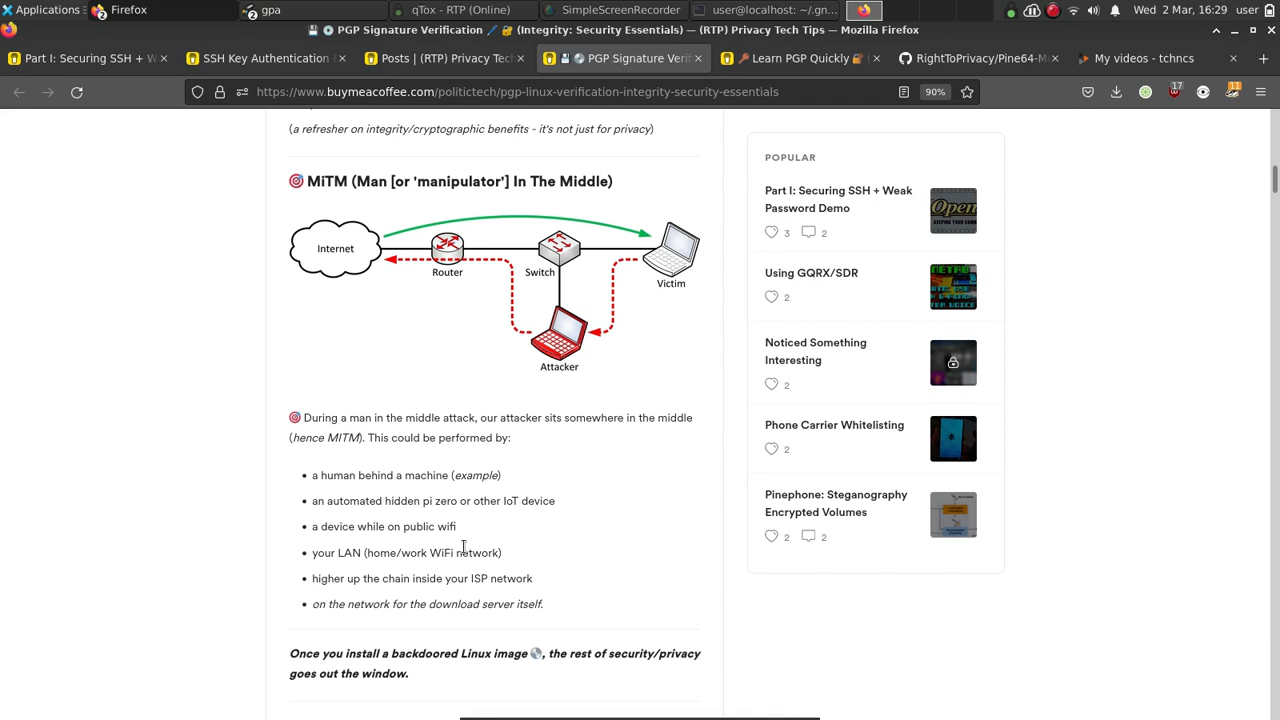 Applications
Firefox
2
gpa
2
qTox - RTP (Online)
SimpleScreenRecorder
user@localhost: ~/.gn...
Wed 2 Mar, 16:29
user
PGP Signature Verification (Integrity: Security Essentials) — (RTP) Privacy Tech Tips — Mozilla Firefox
Part I: Securing SSH + W
SSH Key Authentication
Posts | (RTP) Privacy Tech
PGP Signature Verif
Learn PGP Quickly
RightToPrivacy/Pine64-M
My videos - tchncs
https://www.buymeacoffee.com/politictech/pgp-linux-verification-integrity-security-essentials
90%
17
11
(a refresher on integrity/cryptographic benefits - it's not just for privacy)
MiTM (Man [or 'manipulator'] In The Middle)
Internet
Router
Switch
Victim
Attacker
During a man in the middle attack, our attacker sits somewhere in the middle
(hence MITM). This could be performed by:
• a human behind a machine (example)
• an automated hidden pi zero or other IoT device
• a device while on public wifi
• your LAN (home/work WiFi network)
• higher up the chain inside your ISP network
• on the network for the download server itself.
Once you install a backdoored Linux image, the rest of security/privacy
goes out the window.
POPULAR
Part I: Securing SSH + Weak
Password Demo
3 2
Using GQRX/SDR
2
Noticed Something
Interesting
2
Phone Carrier Whitelisting
2
Pinephone: Steganography
Encrypted Volumes
2 2